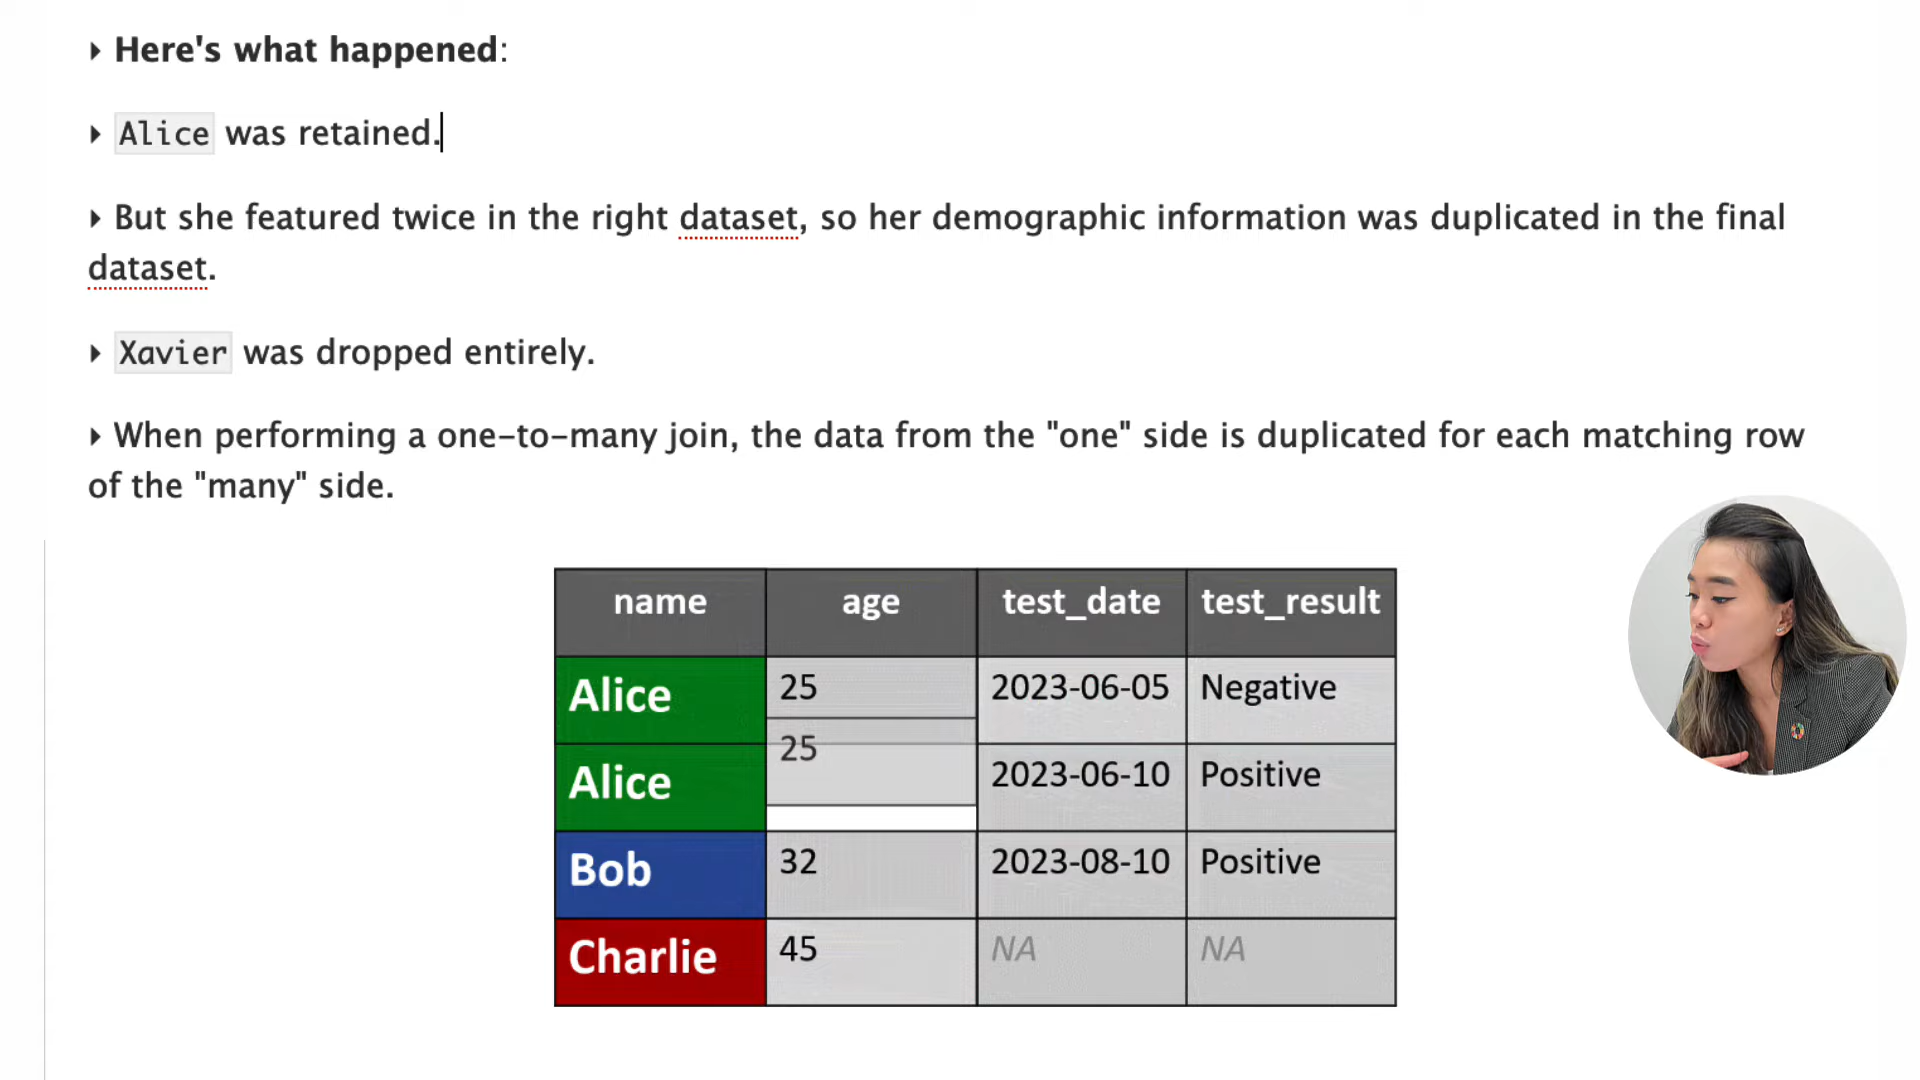 Here's what happened:
Alice was retained.
But she featured twice in the right dataset, so her demographic information was duplicated in the final
dataset.
Xavier was dropped entirely.
When performing a one-to-many join, the data from the "one" side is duplicated for each matching row
of the "many" side.
name age test_date test_result
Alice 25 2023-06-05 Negative
Alice 25 2023-06-10 Positive
Bob 32 2023-08-10 Positive
Charlie 45 NA NA